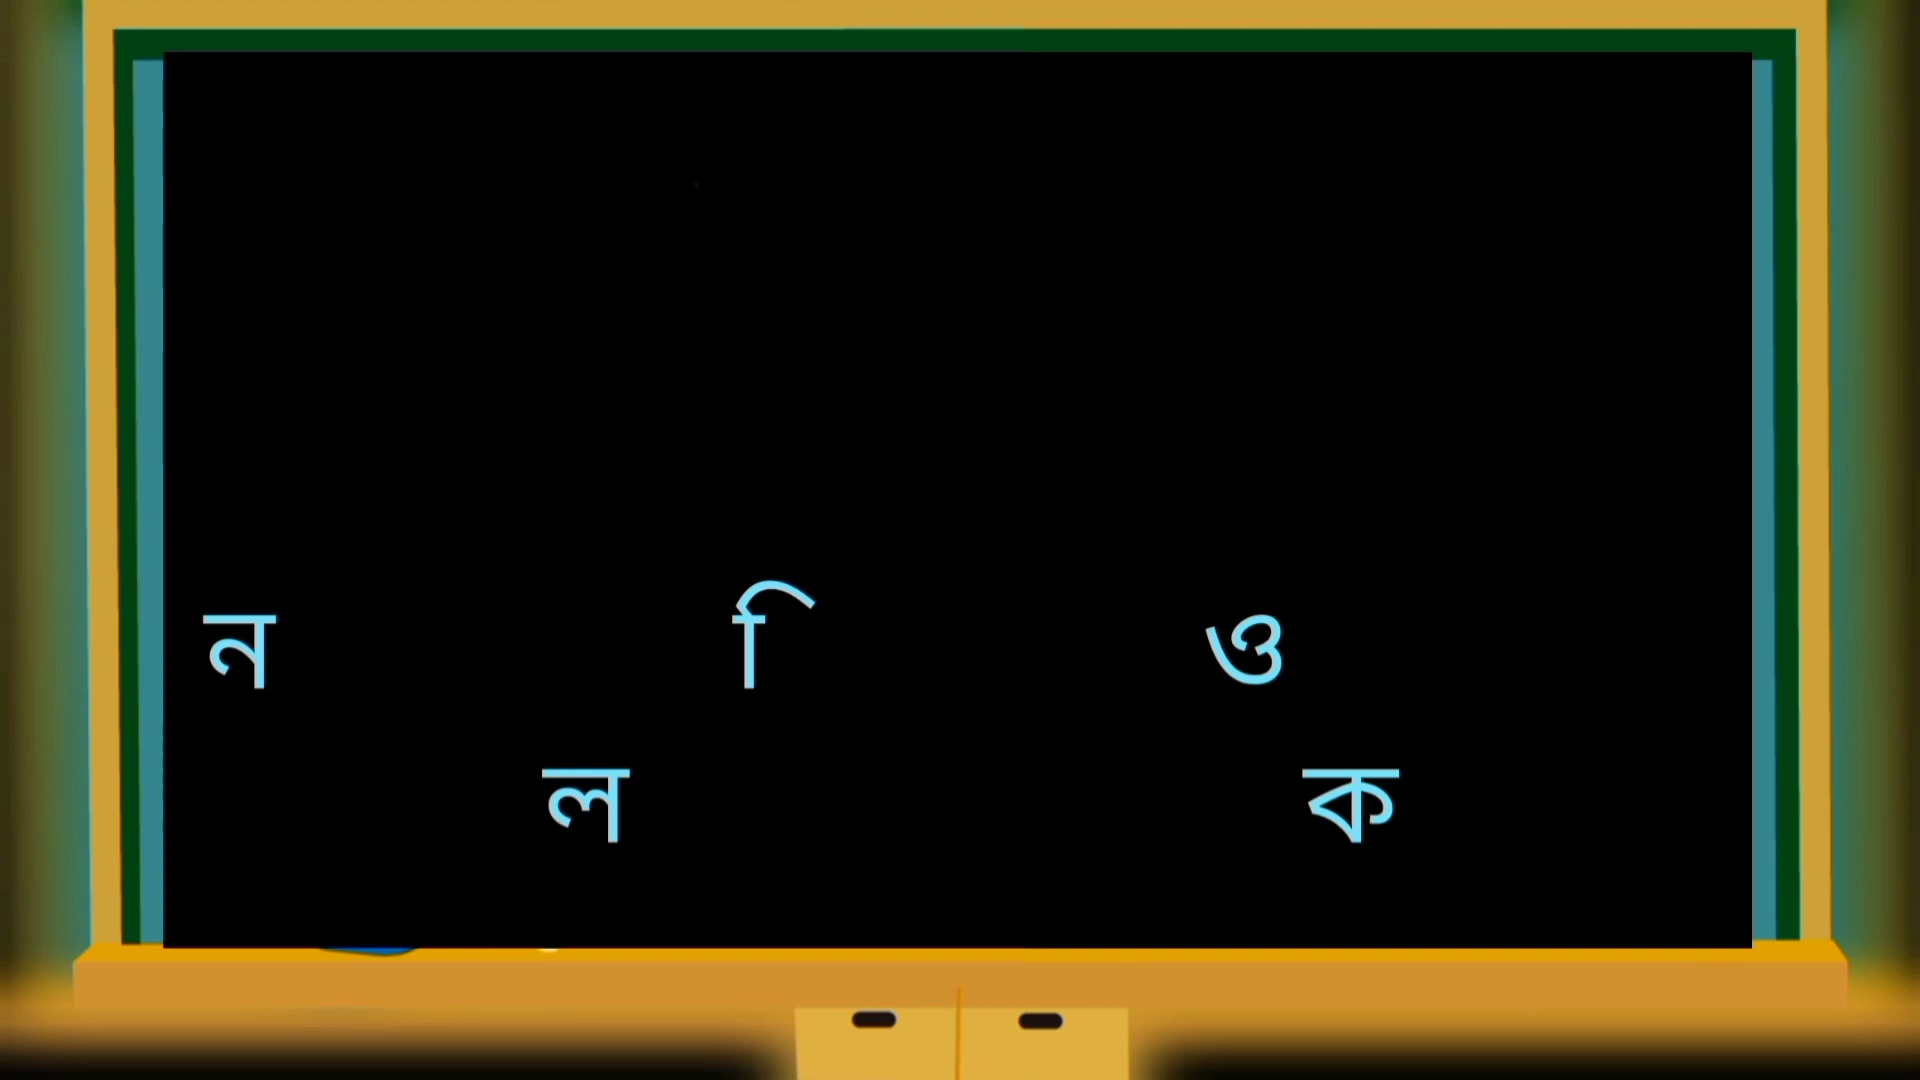 ন ি ও
ল ক